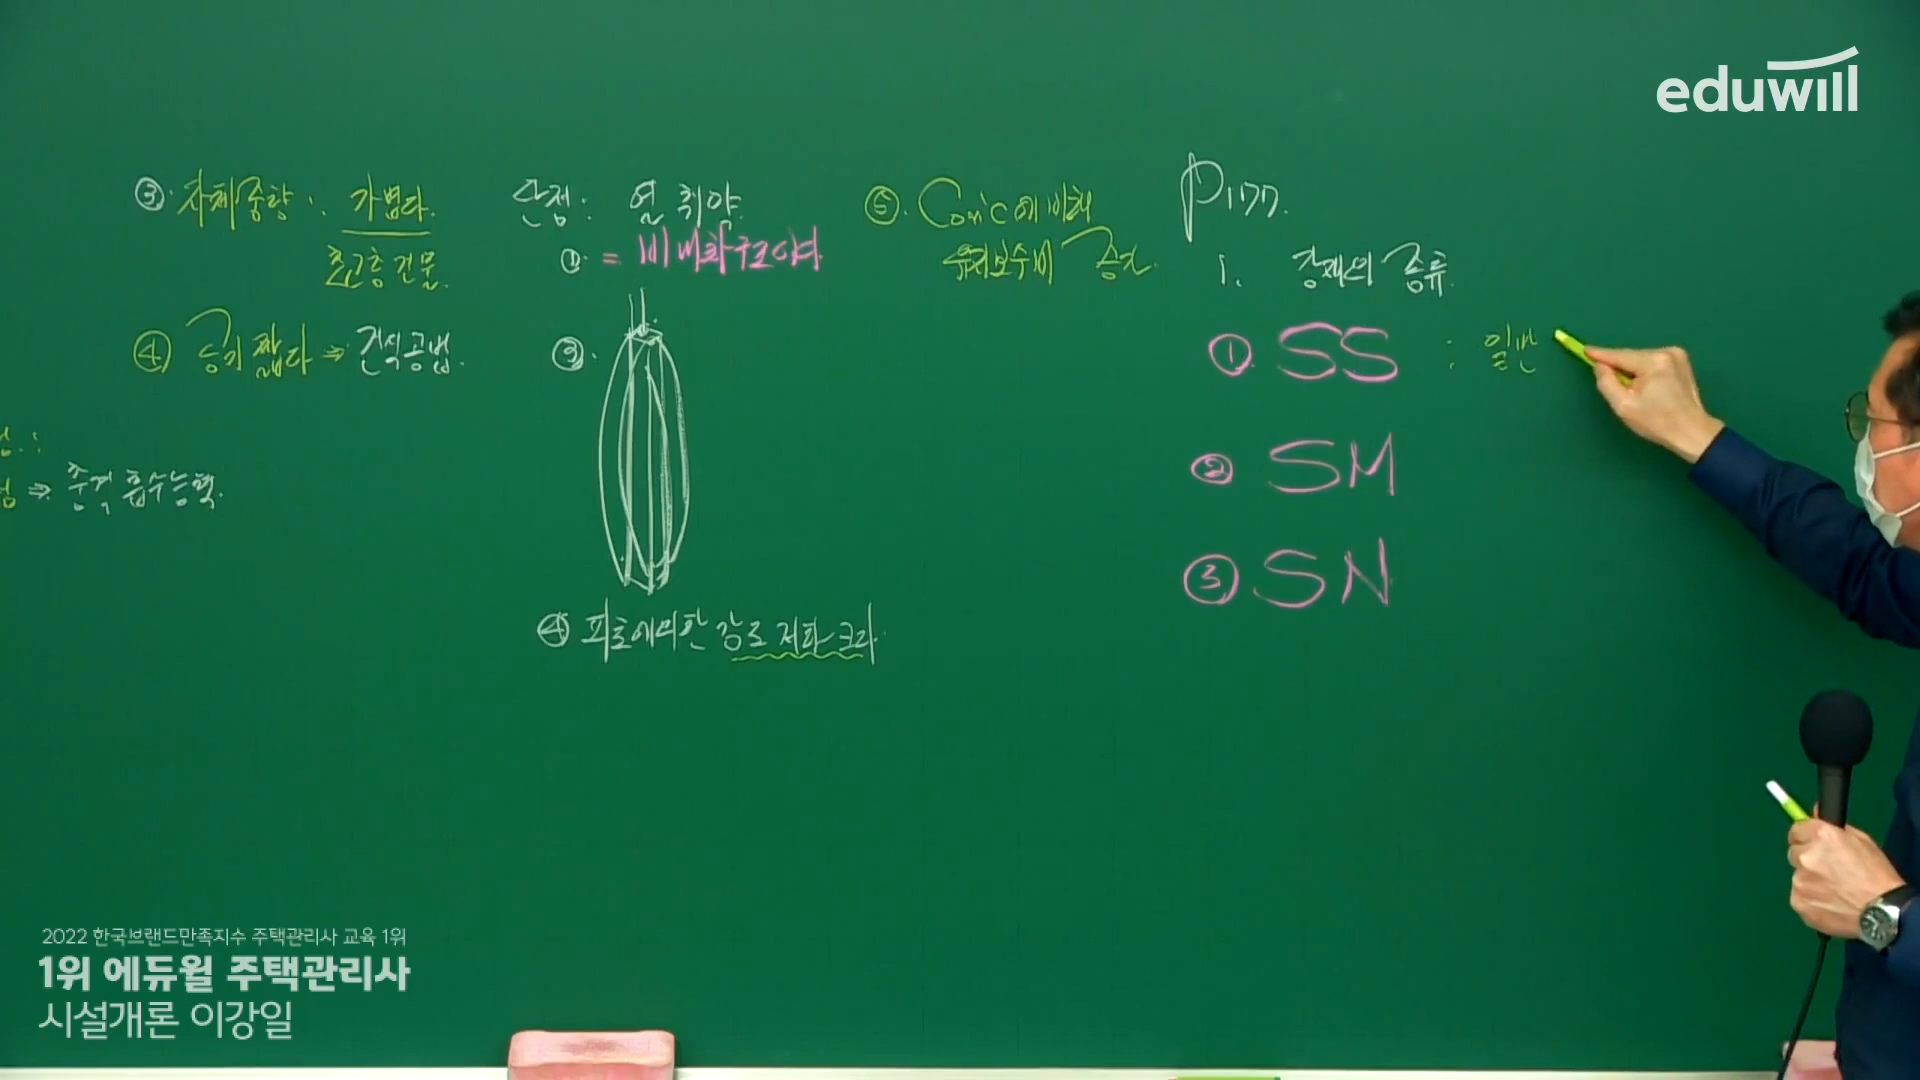 eduwill
③. 자체중량 : 가볍다.
초고층 건물.
④ 공기 짧다 ⇒ 건식공법.
점 :
⇒ 충격 흡수능력.
단점 : 열 취약.
①. = 비내화구조이며
③.
④ 피로에 의한 강도 저하 크다.
⑤. Conc에 비해
유지보수비 증가.
P177.
1. 강재의 종류.
①. SS : 일반
② SM
③ SN
2022 한국브랜드만족지수 주택관리사 교육 1위
1위 에듀윌 주택관리사
시설개론 이강일